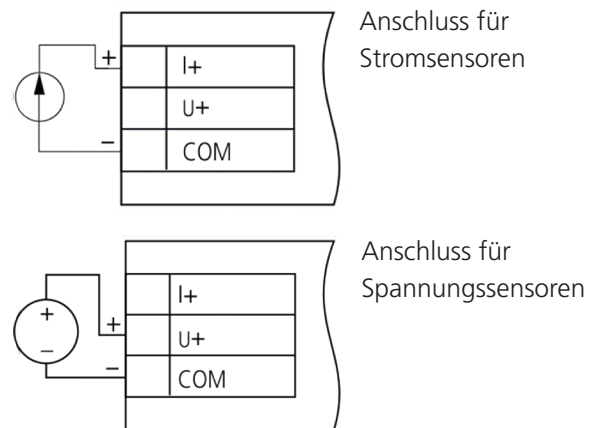 Anschluss für
Stromsensoren
+
I+
U+
–
COM
Anschluss für
Spannungssensoren
I+
+
+
U+
–
–
COM